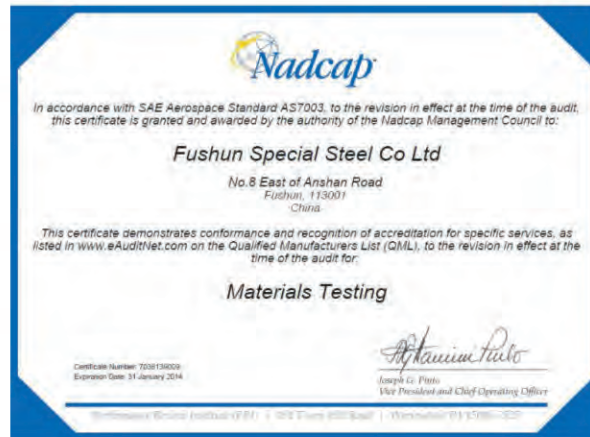 Nadcap
In accordance with SAE Aerospace Standard AS7003, to the revision in effect at the time of the audit,
this certificate is granted and awarded by the authority of the Nadcap Management Council to:
Fushun Special Steel Co Ltd
No.8 East of Anshan Road
Fushun, 113001
China
This certificate demonstrates conformance and recognition of accreditation for specific services, as
listed in www.eAuditNet.com on the Qualified Manufacturers List (QML), to the revision in effect at the
time of the audit for:
Materials Testing
Certificate Number:
Expiration Date: 31 January 2014
Joseph G. Pinto
Vice President and Chief Operating Officer
Performance Review Institute (PRI) |